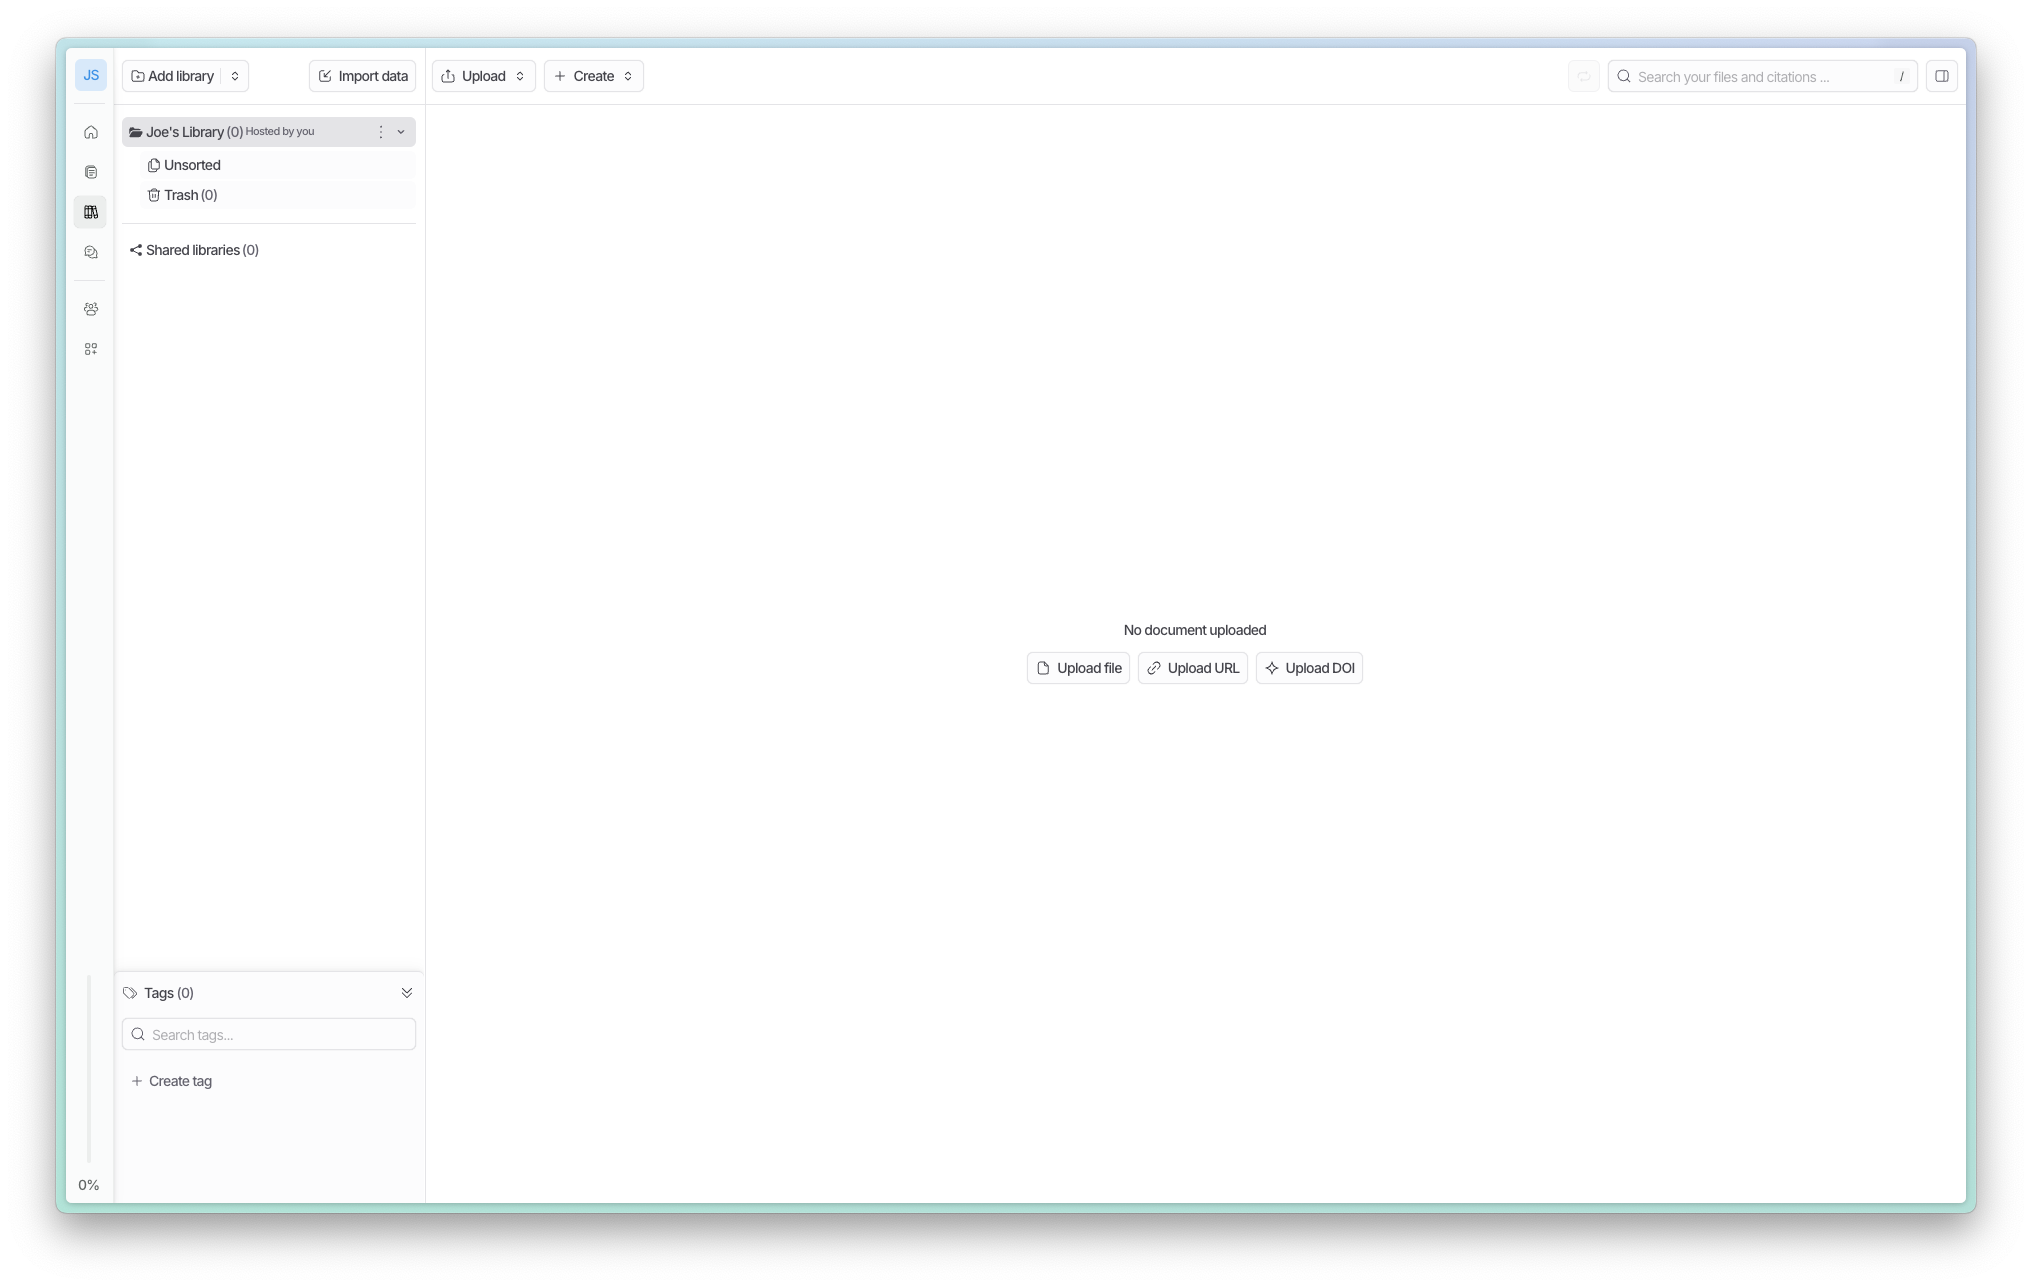 JS
Add library
Import data
Upload
Create
Search your files and citations ...
/
Joe's Library (0) Hosted by you
Unsorted
Trash (0)
Shared libraries (0)
No document uploaded
Upload file
Upload URL
Upload DOI
Tags (0)
Search tags...
Create tag
0%